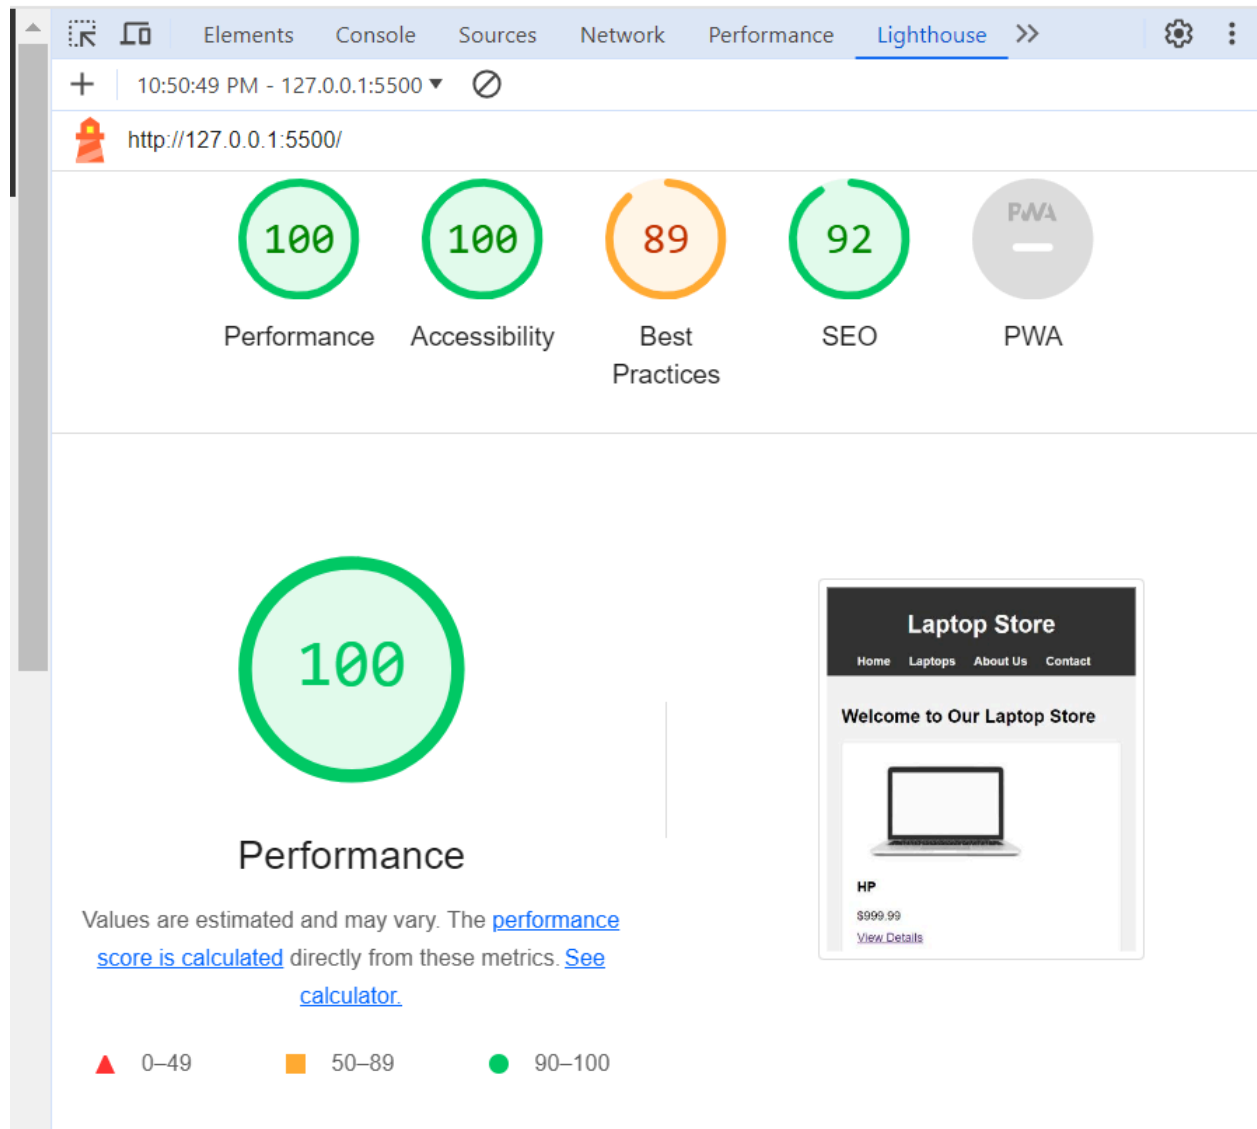 Elements Console Sources Network Performance Lighthouse
10:50:49 PM - 127.0.0.1:5500
http://127.0.0.1:5500/
100 100 89 92 PWA
Performance Accessibility Best Practices SEO PWA
100
Performance
Values are estimated and may vary. The performance
score is calculated directly from these metrics. See
calculator.
0–49 50–89 90–100
Laptop Store
Home Laptops About Us Contact
Welcome to Our Laptop Store
HP
$999.99
View Details